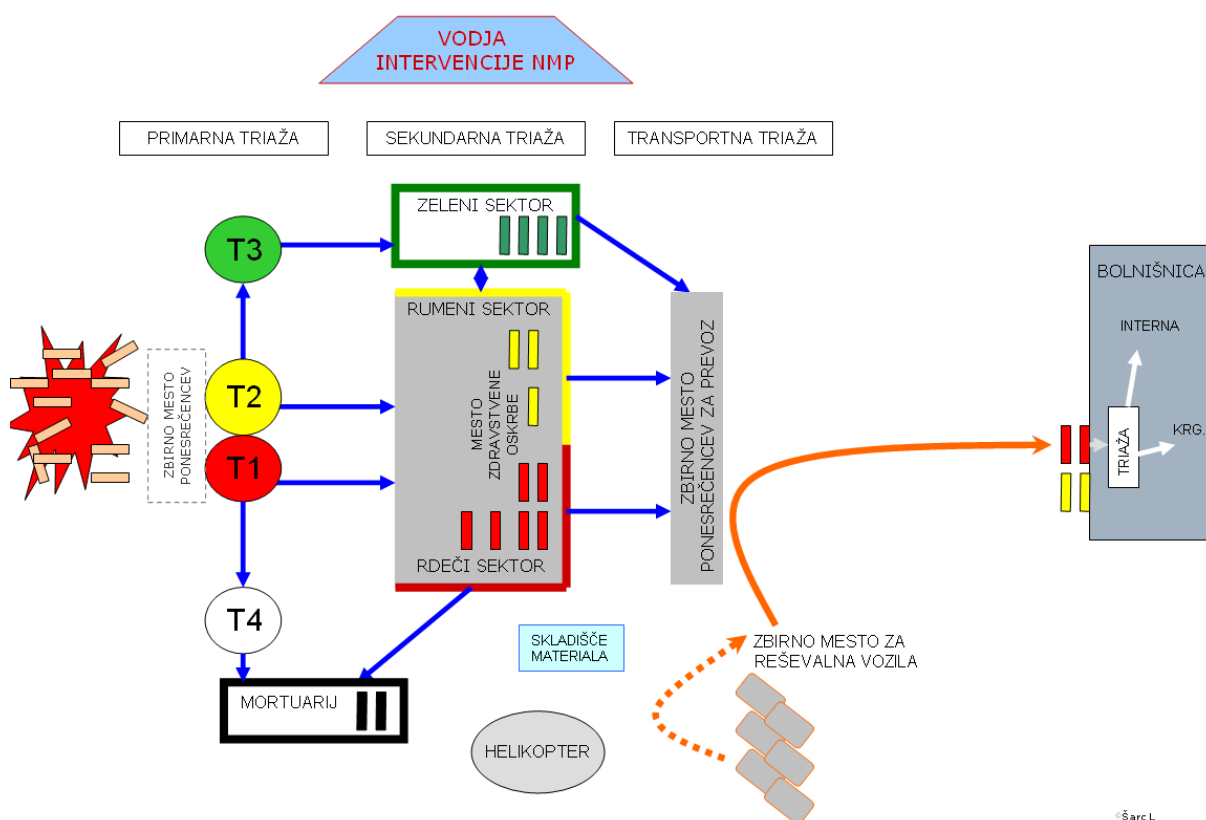 VODJA
INTERVENCIJE NMP
PRIMARNA TRIAŽA
SEKUNDARNA TRIAŽA
TRANSPORTNA TRIAŽA
ZELENI SEKTOR
T3
RUMENI SEKTOR
T2
T1
ZBIRNO MESTO
PONESREČENCEV
MESTO
ZDRAVSTVENE
OSKRBE
RDEČI SEKTOR
ZBIRNO MESTO
PONESREČENCEV ZA PREVOZ
BOLNIŠNICA
INTERNA
TRIAŽA
KRG.
T4
MORTUARIJ
SKLADIŠČE
MATERIALA
HELIKOPTER
ZBIRNO MESTO ZA
REŠEVALNA VOZILA
©Šarc L